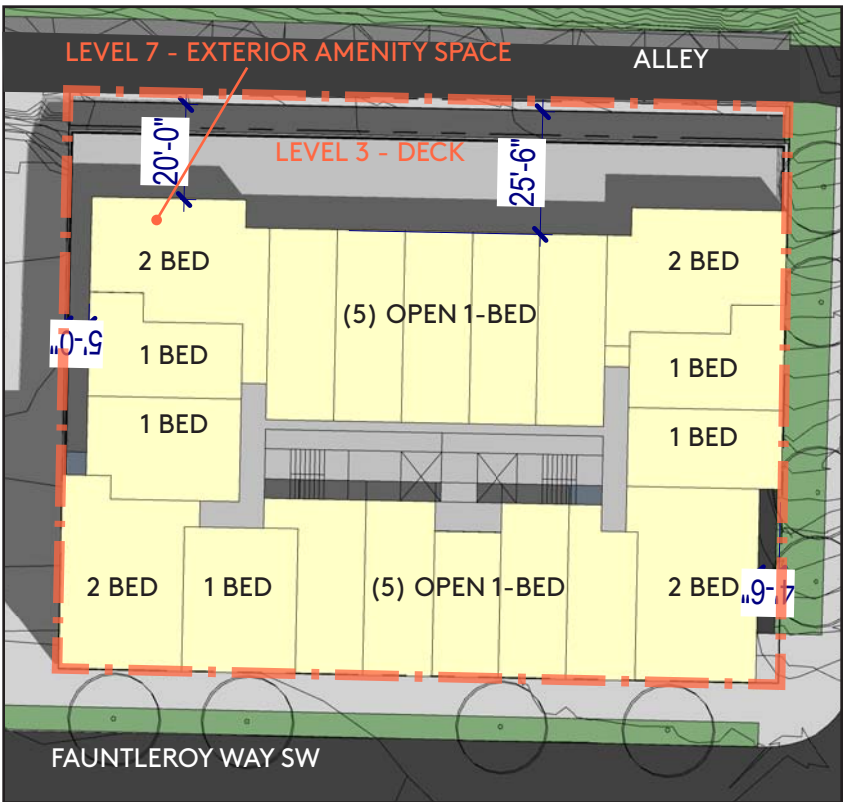 LEVEL 7 - EXTERIOR AMENITY SPACE
ALLEY
20'-0"
LEVEL 3 - DECK
25'-6"
2 BED
2 BED
(5) OPEN 1-BED
5'-0"
1 BED
1 BED
1 BED
1 BED
2 BED
1 BED
(5) OPEN 1-BED
2 BED
4'-6"
FAUNTLEROY WAY SW